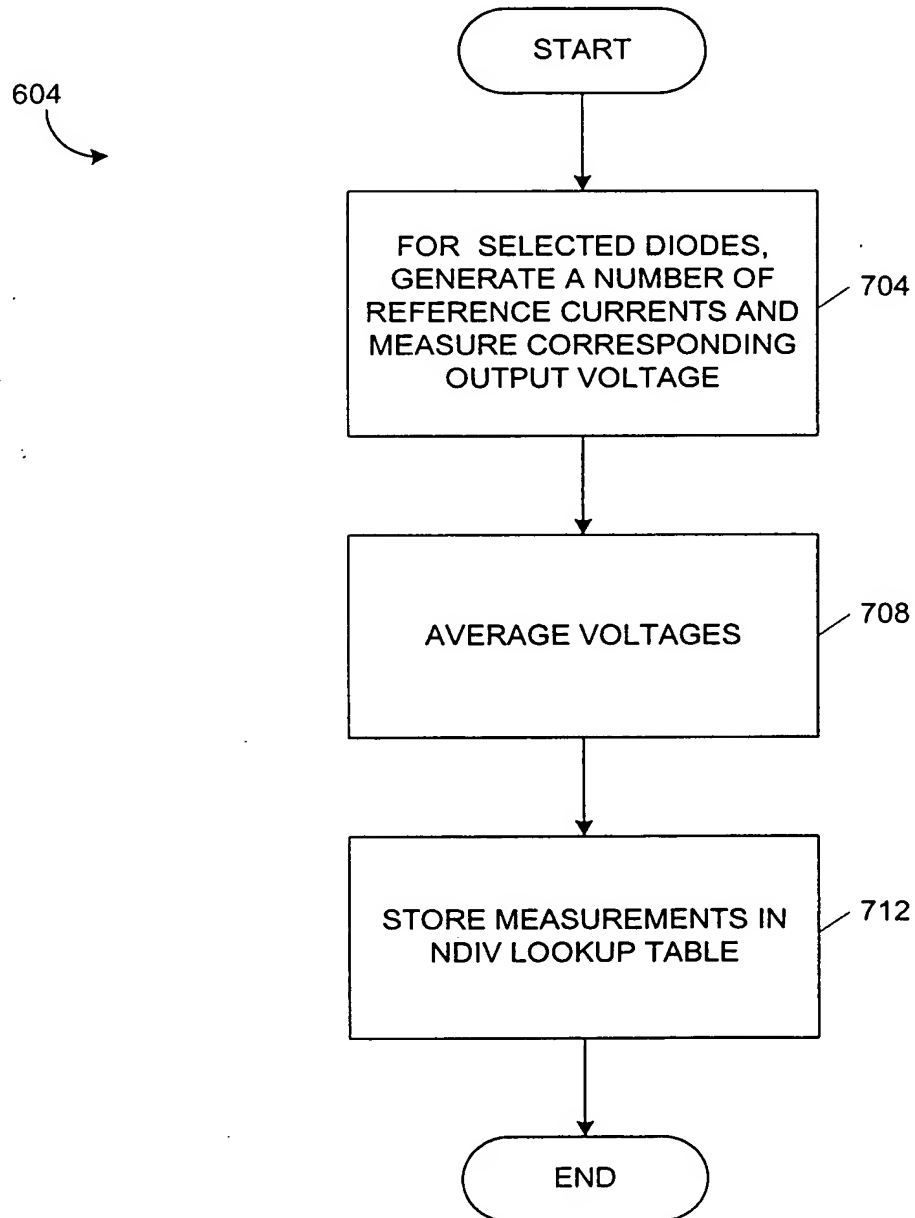 START
604
FOR SELECTED DIODES,
GENERATE A NUMBER OF
REFERENCE CURRENTS AND
MEASURE CORRESPONDING
OUTPUT VOLTAGE
704
AVERAGE VOLTAGES
708
STORE MEASUREMENTS IN
NDIV LOOKUP TABLE
712
END